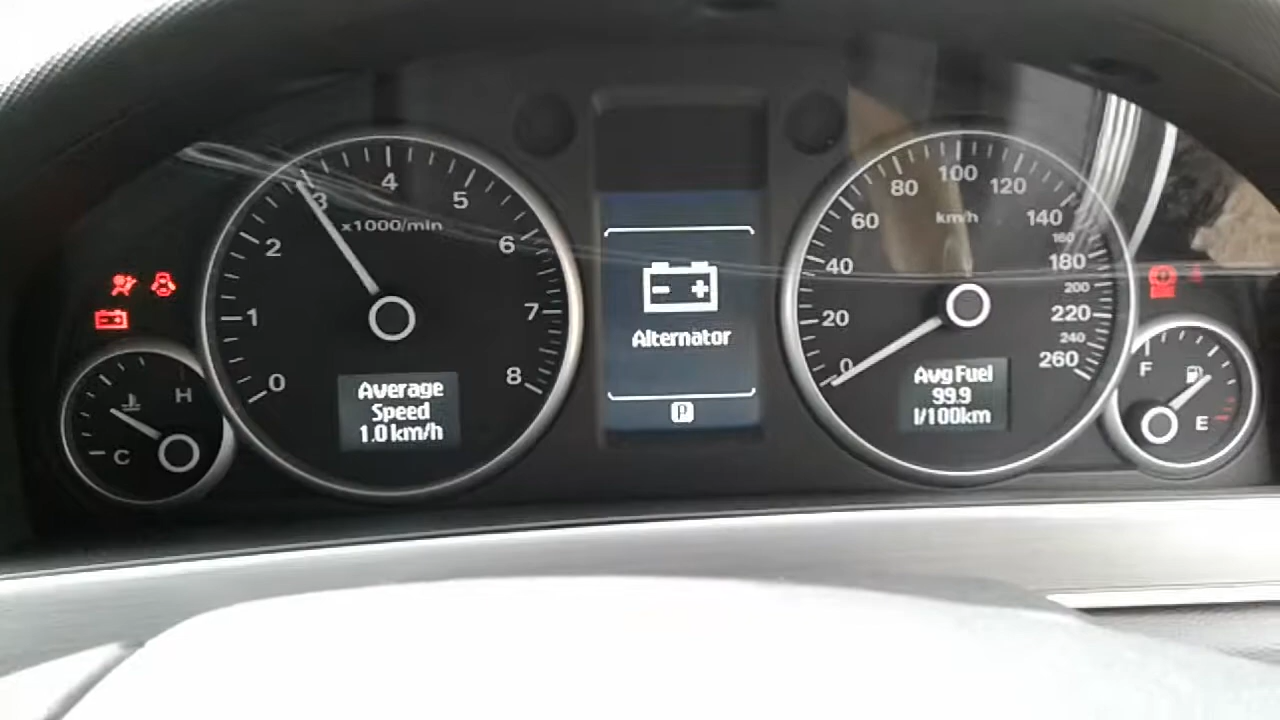 0
1
2
3
4
5
6
7
8
x1000/min
Average
Speed
1.0 km/h
H
C
Alternator
P
0
20
40
60
80
100
120
140
160
180
200
220
240
260
km/h
Avg Fuel
99.9
l/100km
F
E